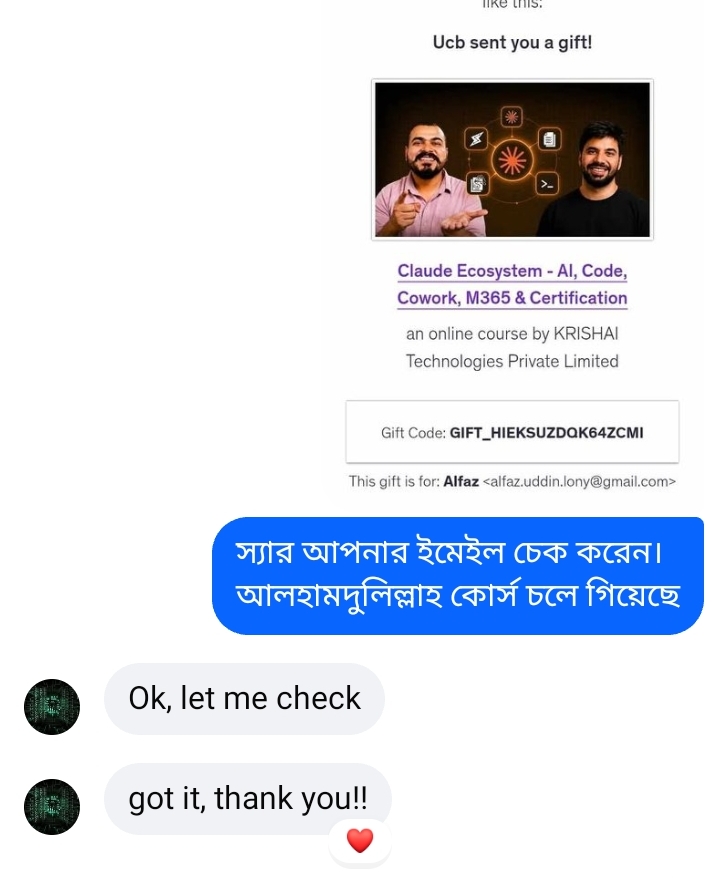 like this:
Ucb sent you a gift!
Claude Ecosystem - AI, Code,
Cowork, M365 & Certification
an online course by KRISHAI
Technologies Private Limited
Gift Code: GIFT_HIEKSUZDQK64ZCMI
This gift is for: Alfaz <alfaz.uddin.lony@gmail.com>
স্যার আপনার ইমেইল চেক করেন।
আলহামদুলিল্লাহ কোর্স চলে গিয়েছে
Ok, let me check
got it, thank you!!